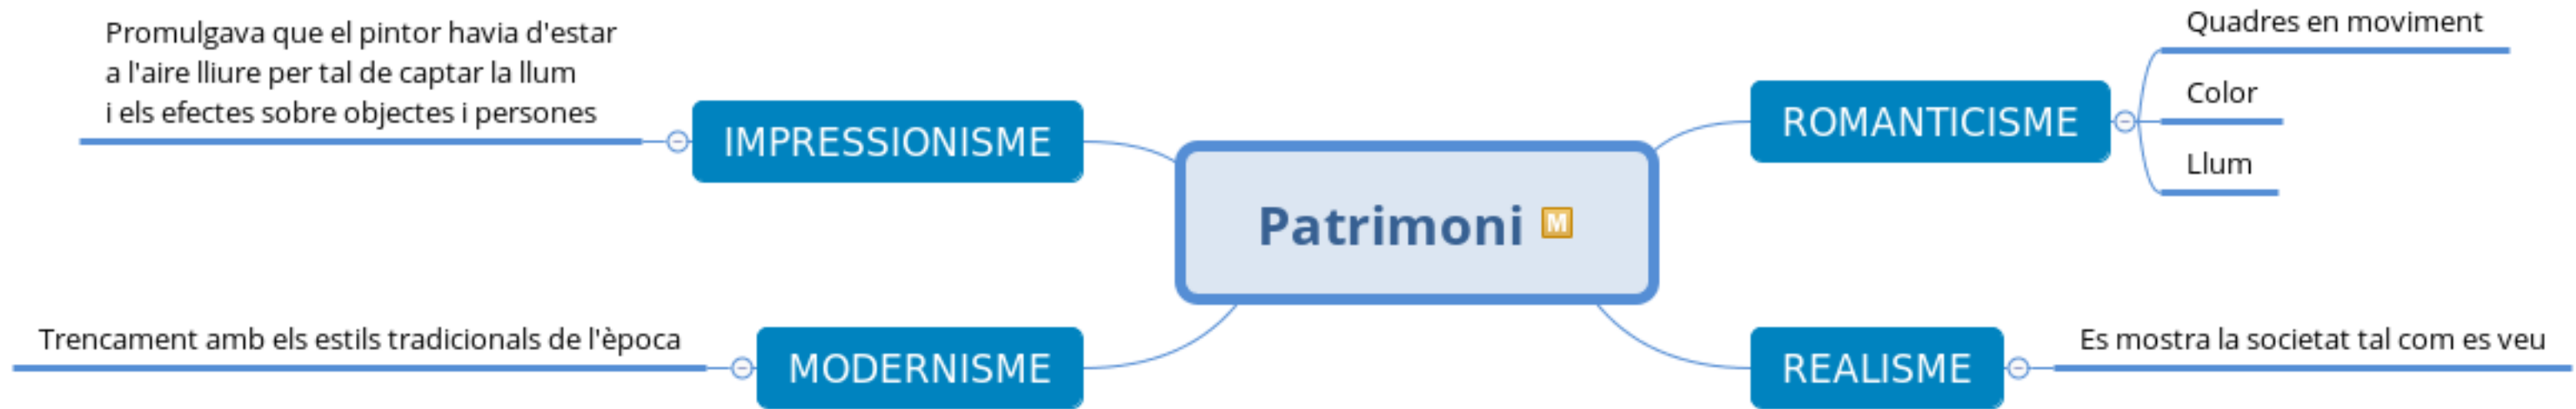 Promulgava que el pintor havia d'estar
a l'aire lliure per tal de captar la llum
i els efectes sobre objectes i persones
IMPRESSIONISME
Trencament amb els estils tradicionals de l'època
MODERNISME
Patrimoni M
ROMANTICISME
Quadres en moviment
Color
Llum
REALISME
Es mostra la societat tal com es veu